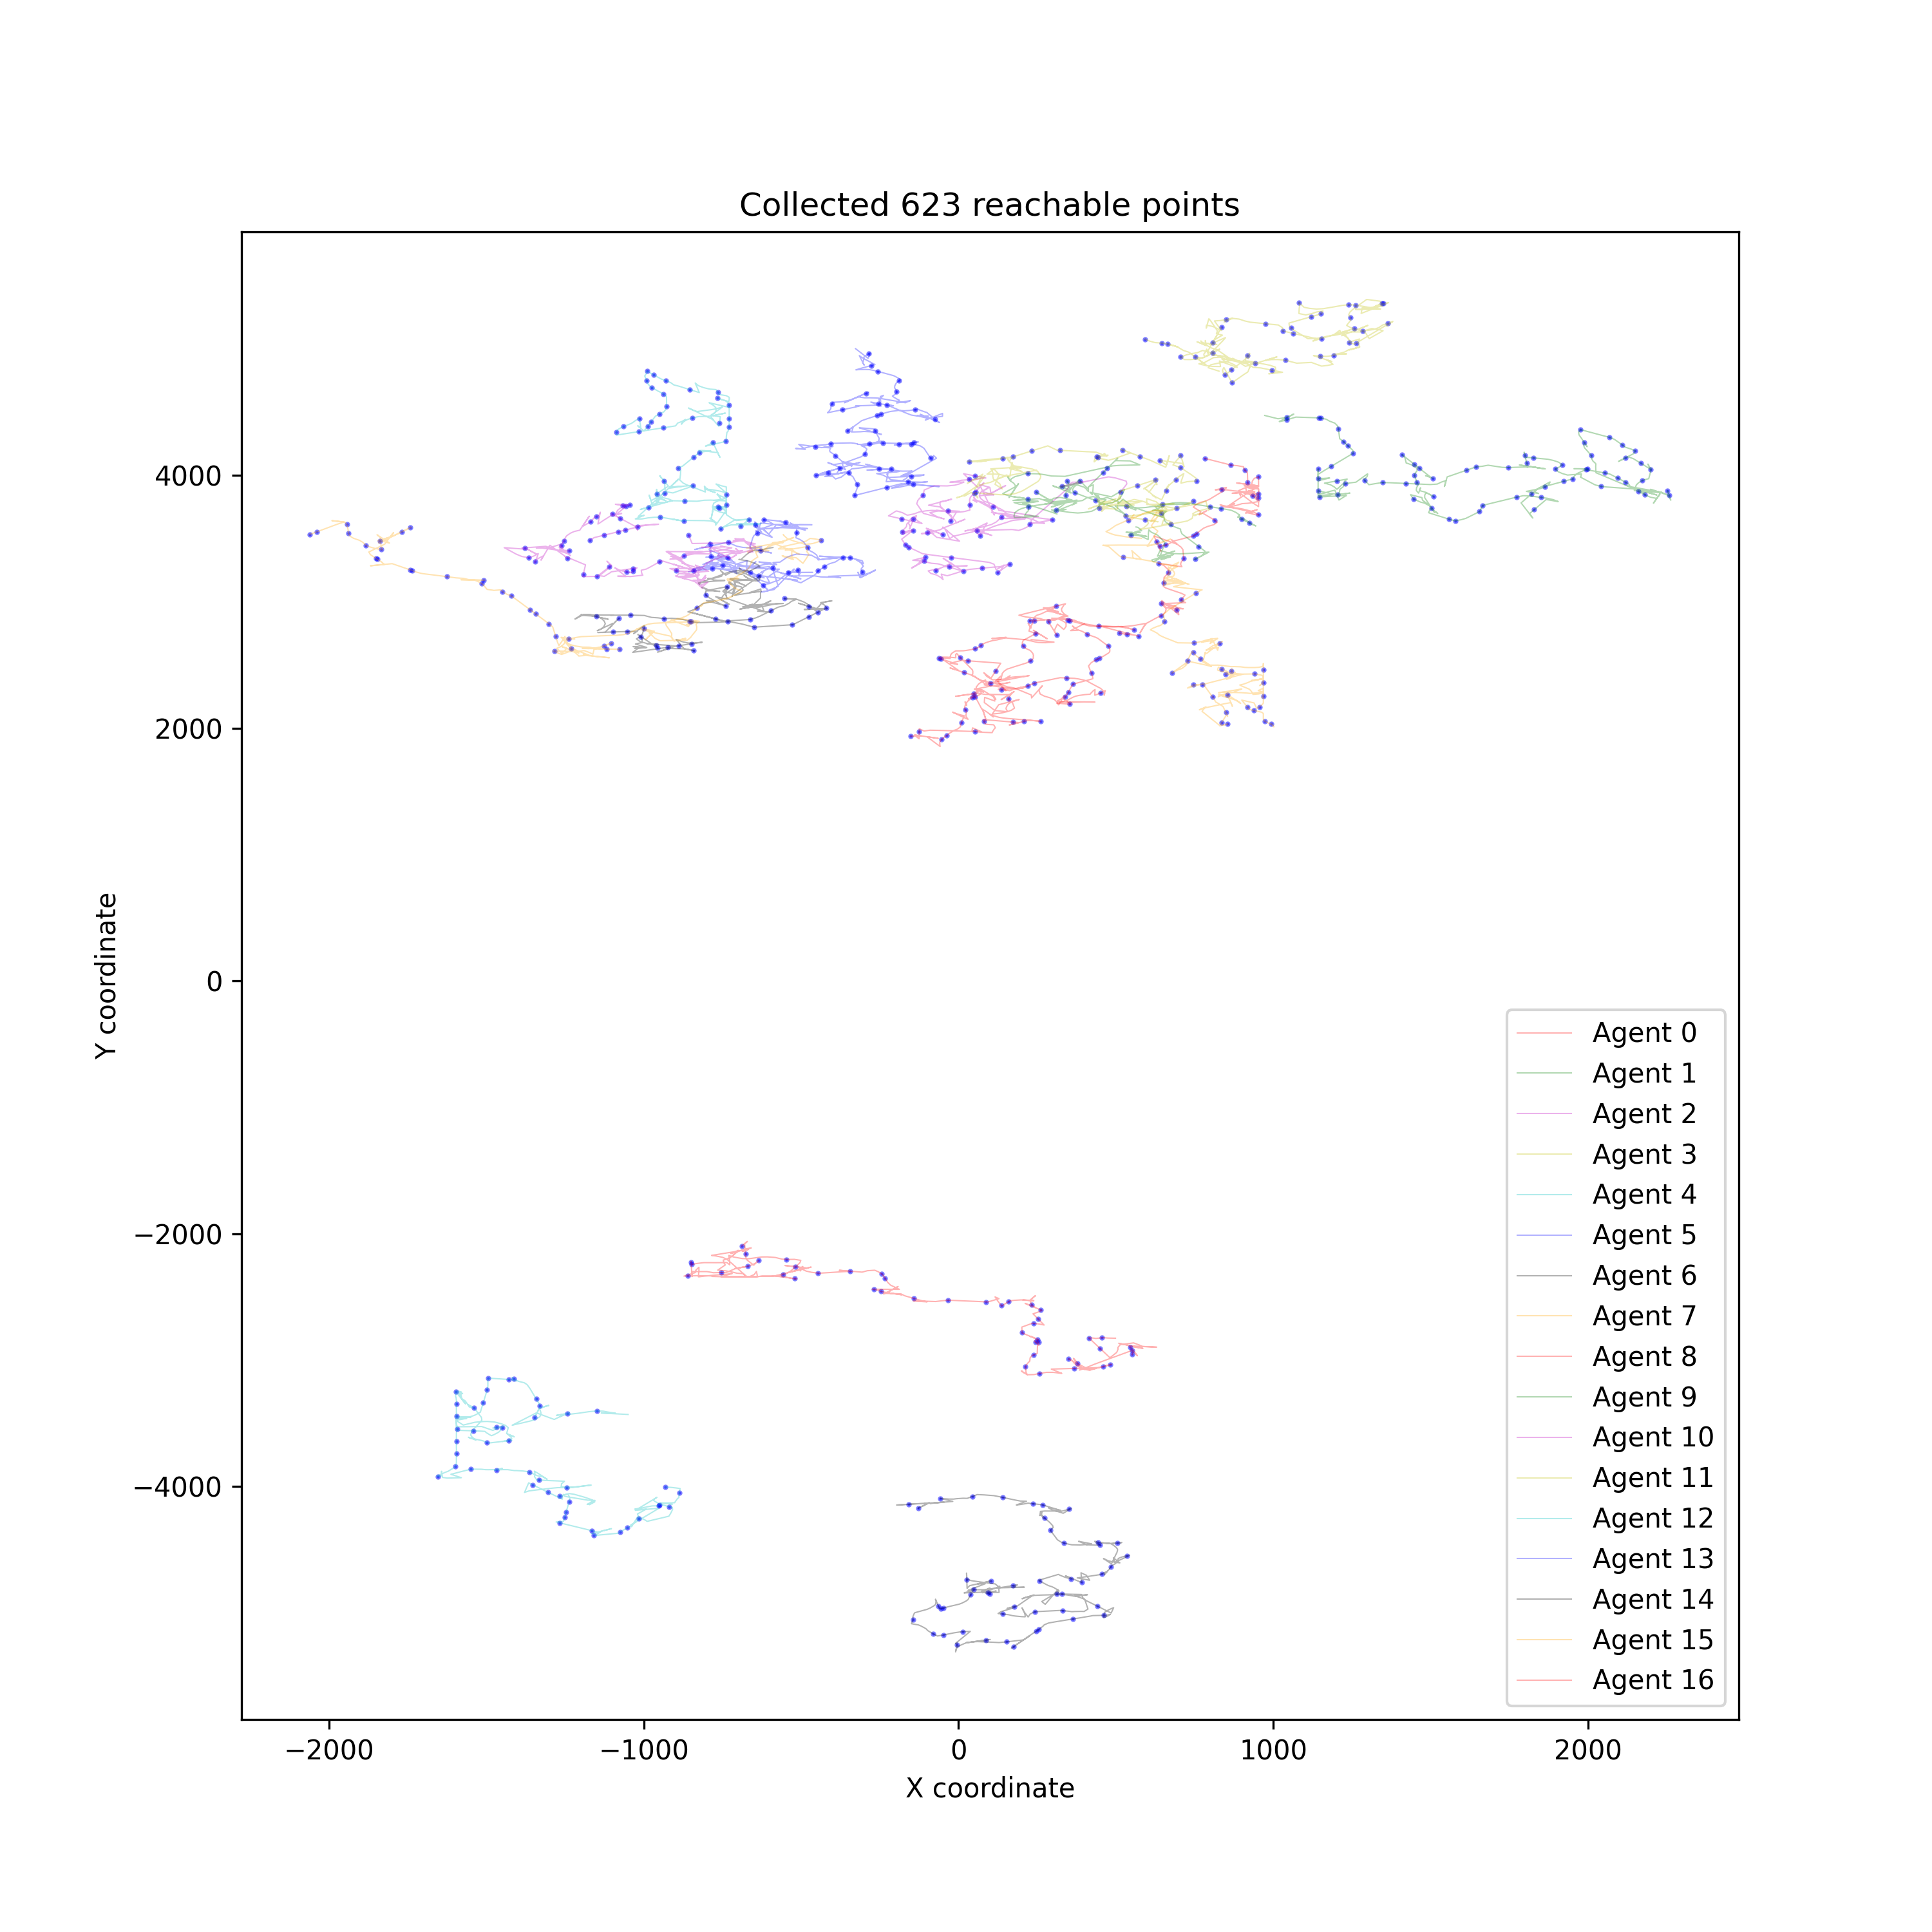 Collected 623 reachable points
Y coordinate
4000
2000
0
−2000
−4000
−2000
−1000
0
1000
2000
X coordinate
Agent 0
Agent 1
Agent 2
Agent 3
Agent 4
Agent 5
Agent 6
Agent 7
Agent 8
Agent 9
Agent 10
Agent 11
Agent 12
Agent 13
Agent 14
Agent 15
Agent 16